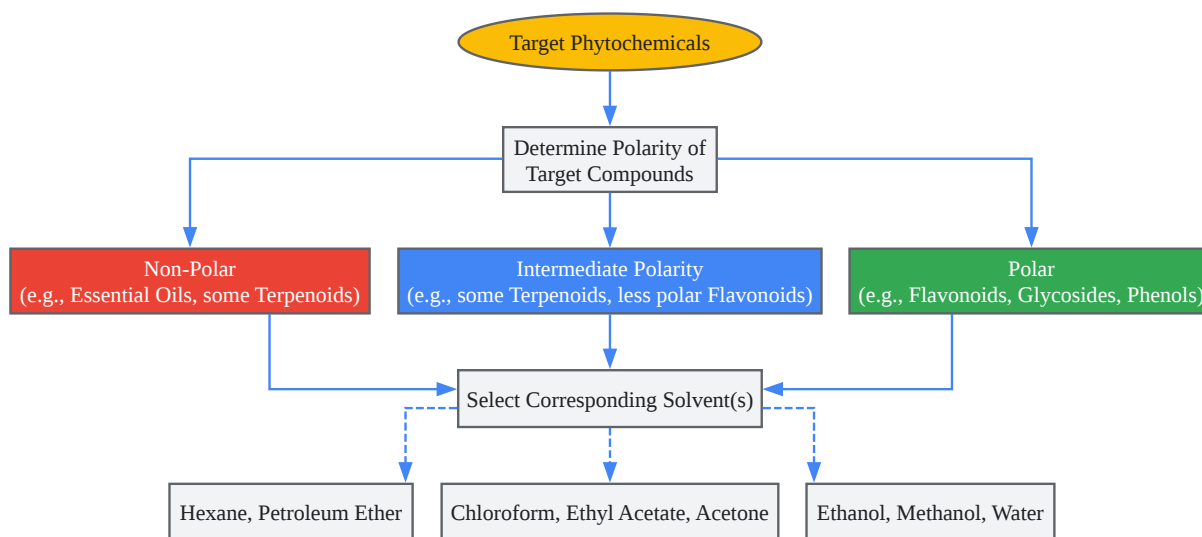 Target Phytochemicals
Determine Polarity of
Target Compounds
Non-Polar
(e.g., Essential Oils, some Terpenoids)
Intermediate Polarity
(e.g., some Terpenoids, less polar Flavonoids)
Polar
(e.g., Flavonoids, Glycosides, Phenols)
Select Corresponding Solvent(s)
Hexane, Petroleum Ether
Chloroform, Ethyl Acetate, Acetone
Ethanol, Methanol, Water